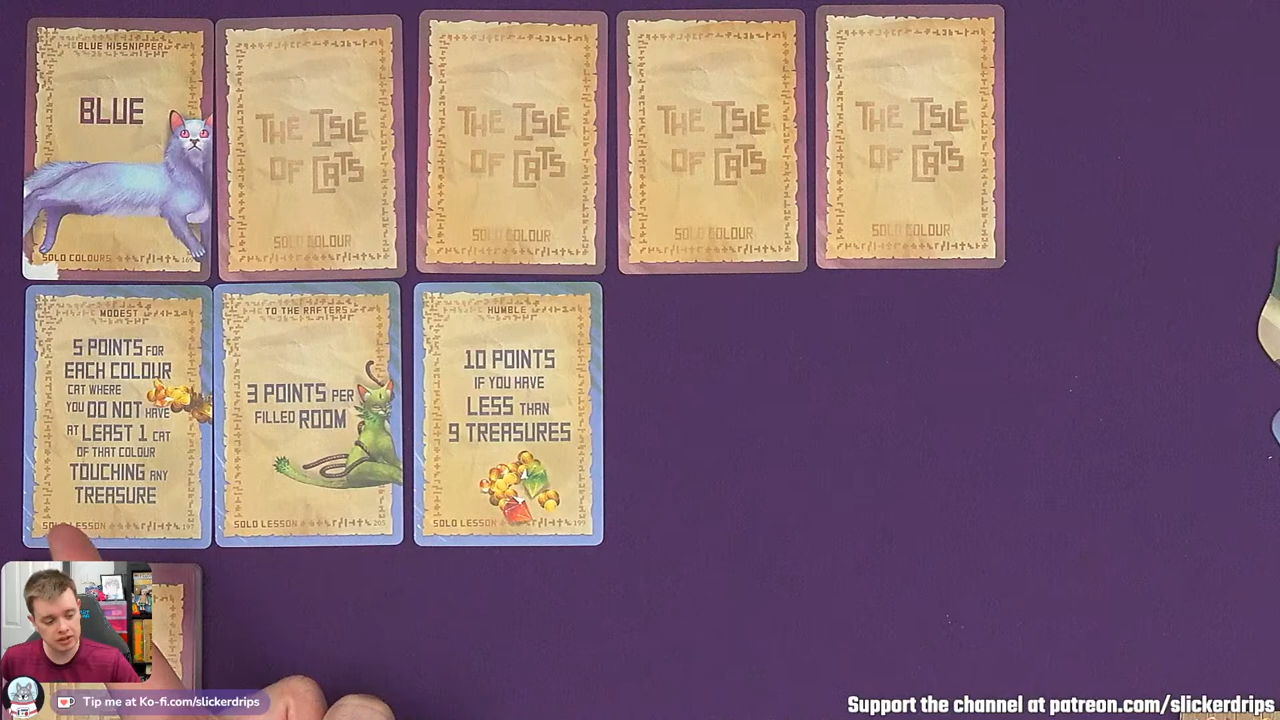 BLUE HISSNIPPER
BLUE
SOLO COLOURS
THE ISLE
OF CATS
SOLO COLOUR
THE ISLE
OF CATS
SOLO COLOUR
THE ISLE
OF CATS
SOLO COLOUR
THE ISLE
OF CATS
SOLO COLOUR
MODEST
5 POINTS FOR
EACH COLOUR
CAT WHERE
YOU DO NOT HAVE
AT LEAST 1 CAT
OF THAT COLOUR
TOUCHING ANY
TREASURE
SOLO LESSON 197
TO THE RAFTERS
3 POINTS PER
FILLED ROOM
SOLO LESSON 205
HUMBLE
10 POINTS
IF YOU HAVE
LESS THAN
9 TREASURES
SOLO LESSON 199
Tip me at Ko-fi.com/slickerdrips
Support the channel at patreon.com/slickerdrips